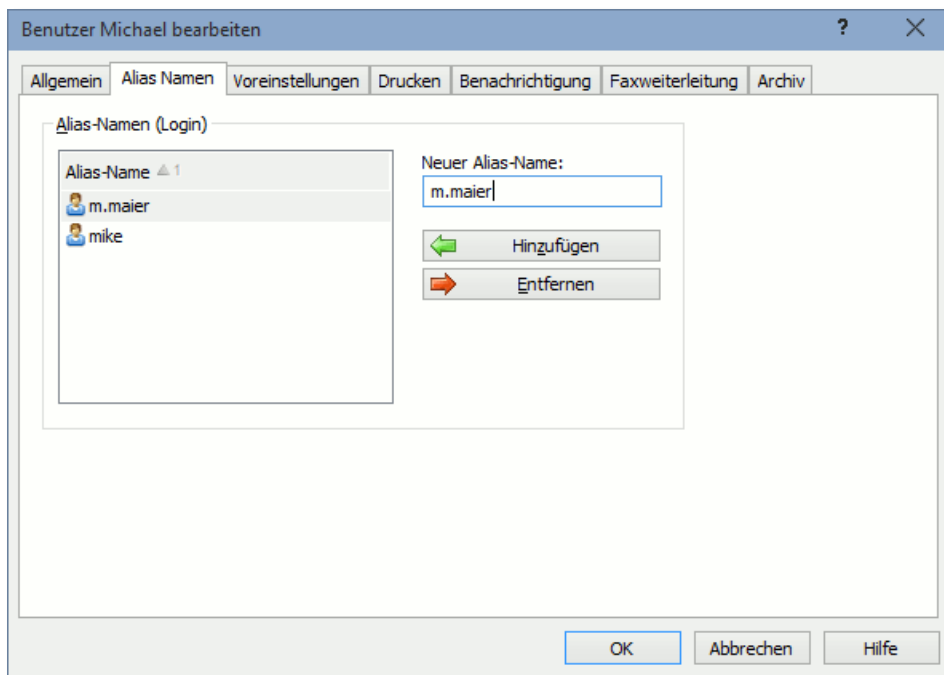 Benutzer Michael bearbeiten ?
Allgemein Alias Namen Voreinstellungen Drucken Benachrichtigung Faxweiterleitung Archiv
Alias-Namen (Login)
Alias-Name 1
m.maier
mike
Neuer Alias-Name:
m.maier
Hinzufügen
Entfernen
OK Abbrechen Hilfe